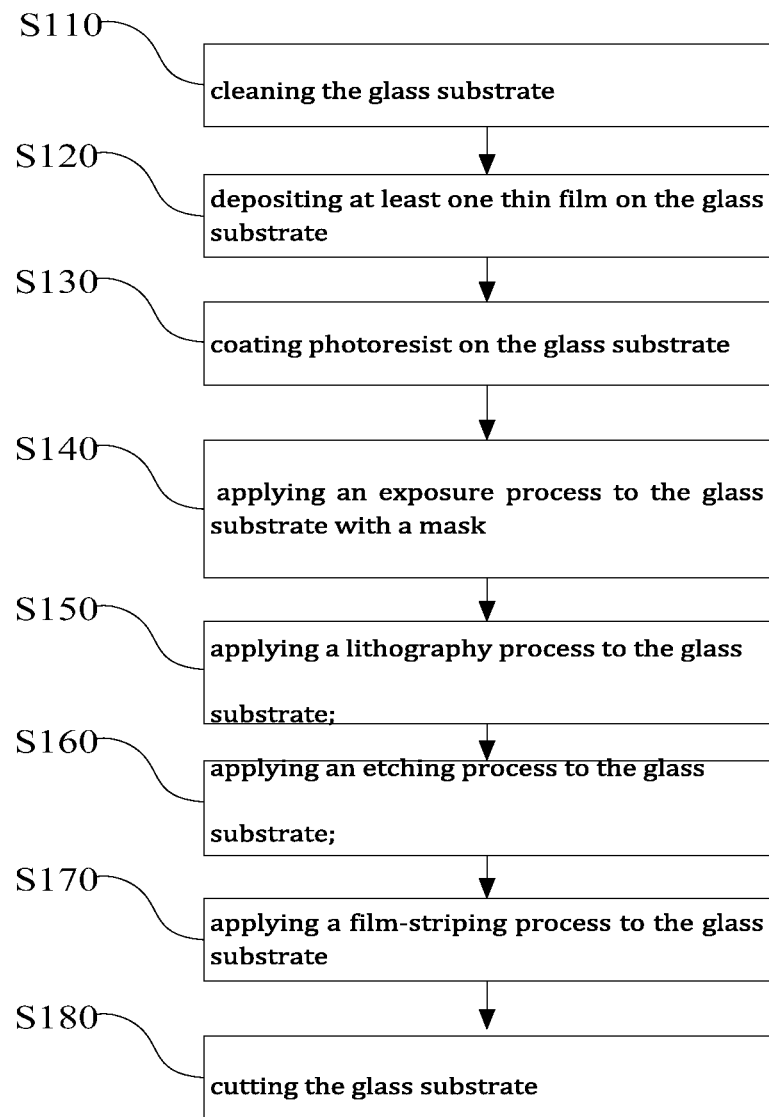 S110
cleaning the glass substrate
S120
depositing at least one thin film on the glass
substrate
S130
coating photoresist on the glass substrate
S140
applying an exposure process to the glass
substrate with a mask
S150
applying a lithography process to the glass
substrate;
S160
applying an etching process to the glass
substrate;
S170
applying a film-striping process to the glass
substrate
S180
cutting the glass substrate